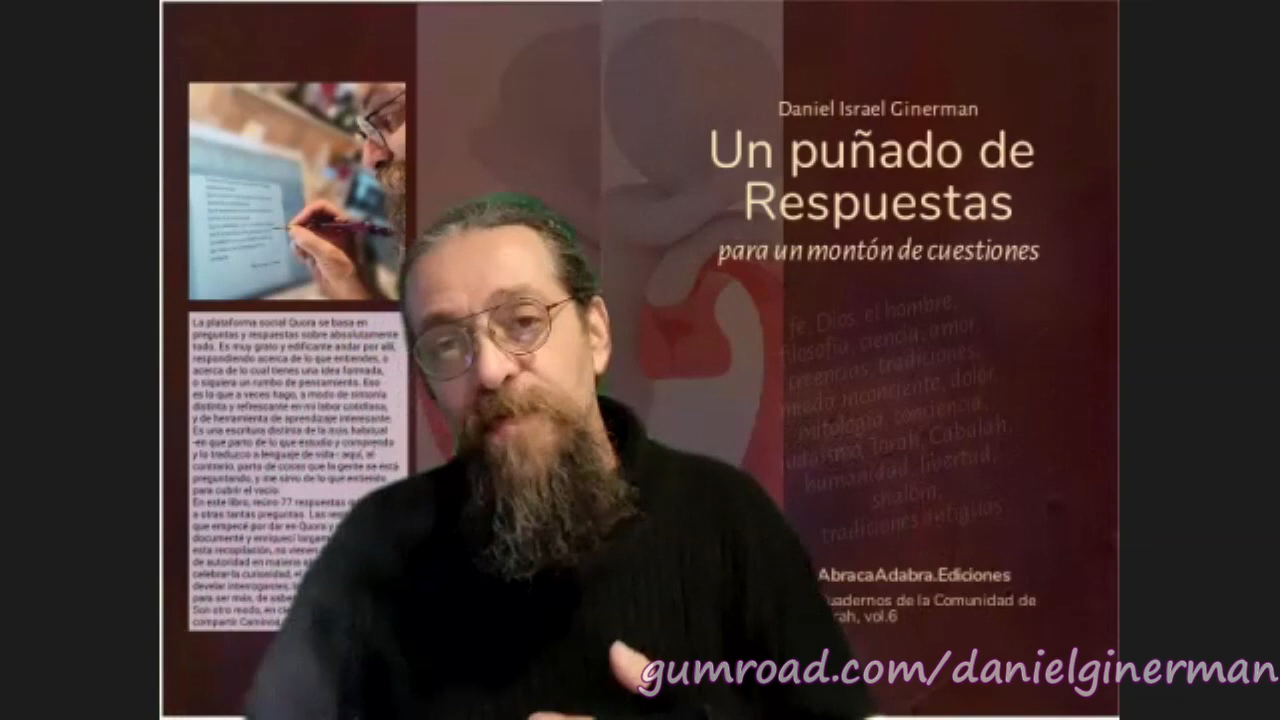 Daniel Israel Ginerman
Un puñado de
Respuestas
para un montón de cuestiones
fe, Dios, el hombre,
filosofía, ciencia, amor,
creencias, tradiciones,
miedo, inconciente, dolor,
mitología, conciencia,
judaísmo, Torah, Cabulah,
humanidad, libertad,
shalom,
tradiciones antiguas
AbracaAdabra.Ediciones
uadernos de la Comunidad de
rah, vol.6
La plataforma social Quora se basa en
preguntas y respuestas sobre absolutamente
todo. Es muy grato y edificante andar por allí,
respondiendo acerca de lo que entiendes, o
acerca de lo cual tienes una idea formada,
o siquiera un rumbo de pensamiento. Eso
es lo que a veces hago, a modo de sintonía
distinta y refrescante en mi labor cotidiana,
y de herramienta de aprendizaje interesante.
Es una escritura distinta de la más habitual
-en que parto de lo que estudio y comprendo
y lo traduzco a lenguaje de vida-: aquí, al
contrario, parto de cosas que la gente se está
preguntando, y me sirvo de lo que entiendo
para cubrir el vacío.
En este libro, reúno 77 respuestas
a otras tantas preguntas. Las
que empecé por dar en Quora y
documenté y enriquecí
esta recopilación, no vienen
de autoridad en materia
celebrar la curiosidad, el
develar interrogantes,
para ser más, de
Son otro modo, en
compartir Caminos
gumroad.com/danielginerman